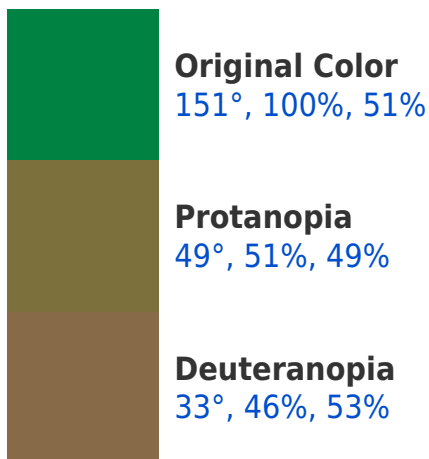 Original Color
151°, 100%, 51%
Protanopia
49°, 51%, 49%
Deuteranopia
33°, 46%, 53%